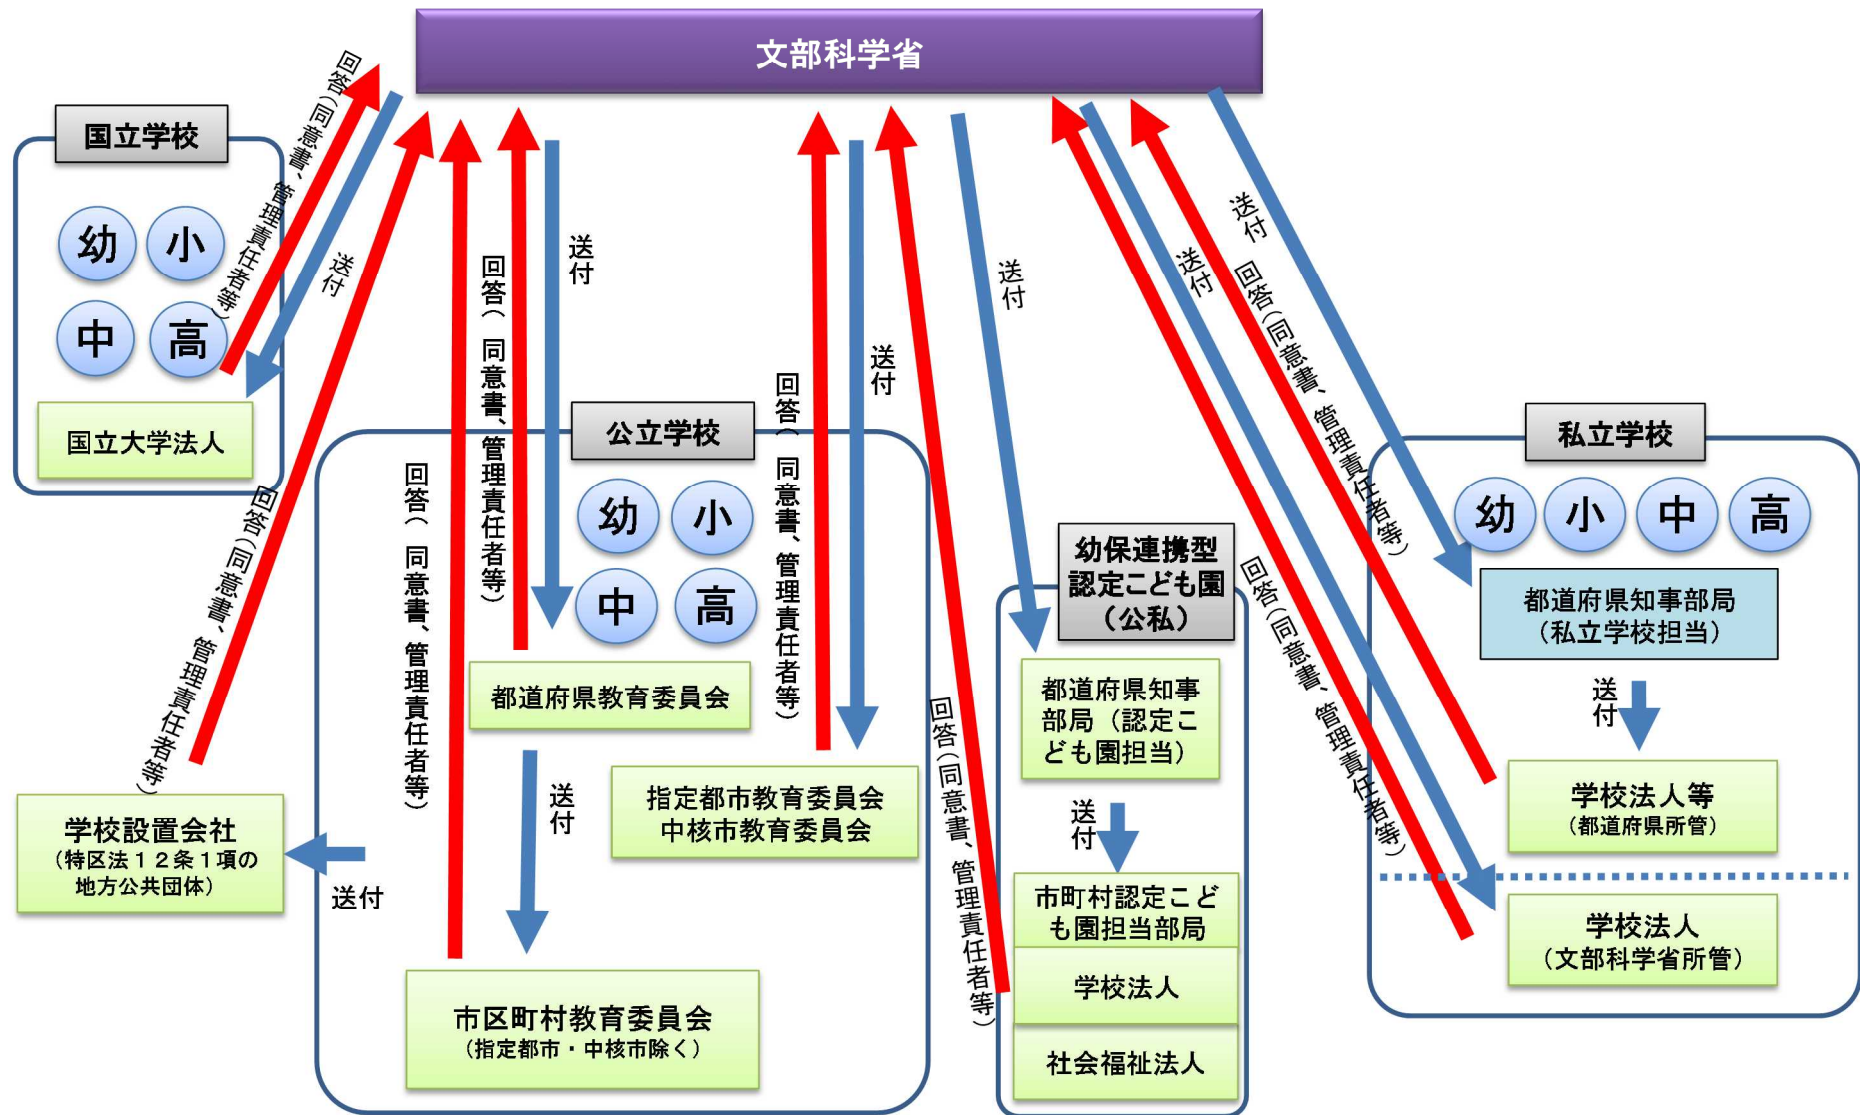 文部科学省
国立学校
幼
小
中
高
国立大学法人
回答(同意書、管理責任者等)
送付
学校設置会社
(特区法12条1項の
地方公共団体)
回答(同意書、管理責任者等)
送付
公立学校
幼
小
中
高
回答( 同意書、管理責任者等)
回答( 同意書、管理責任者等)
送付
都道府県教育委員会
送付
回答( 同意書、管理責任者等)
送付
指定都市教育委員会
中核市教育委員会
市区町村教育委員会
(指定都市・中核市除く)
幼保連携型
認定こども園
(公私)
送付
回答(同意書、管理責任者等)
都道府県知事
部局(認定こ
ども園担当)
送付
市町村認定こど
も園担当部局
学校法人
社会福祉法人
私立学校
幼
小
中
高
送付
送付
回答(同意書、管理責任者等)
回答(同意書、管理責任者等)
都道府県知事部局
(私立学校担当)
送付
学校法人等
(都道府県所管)
学校法人
(文部科学省所管)